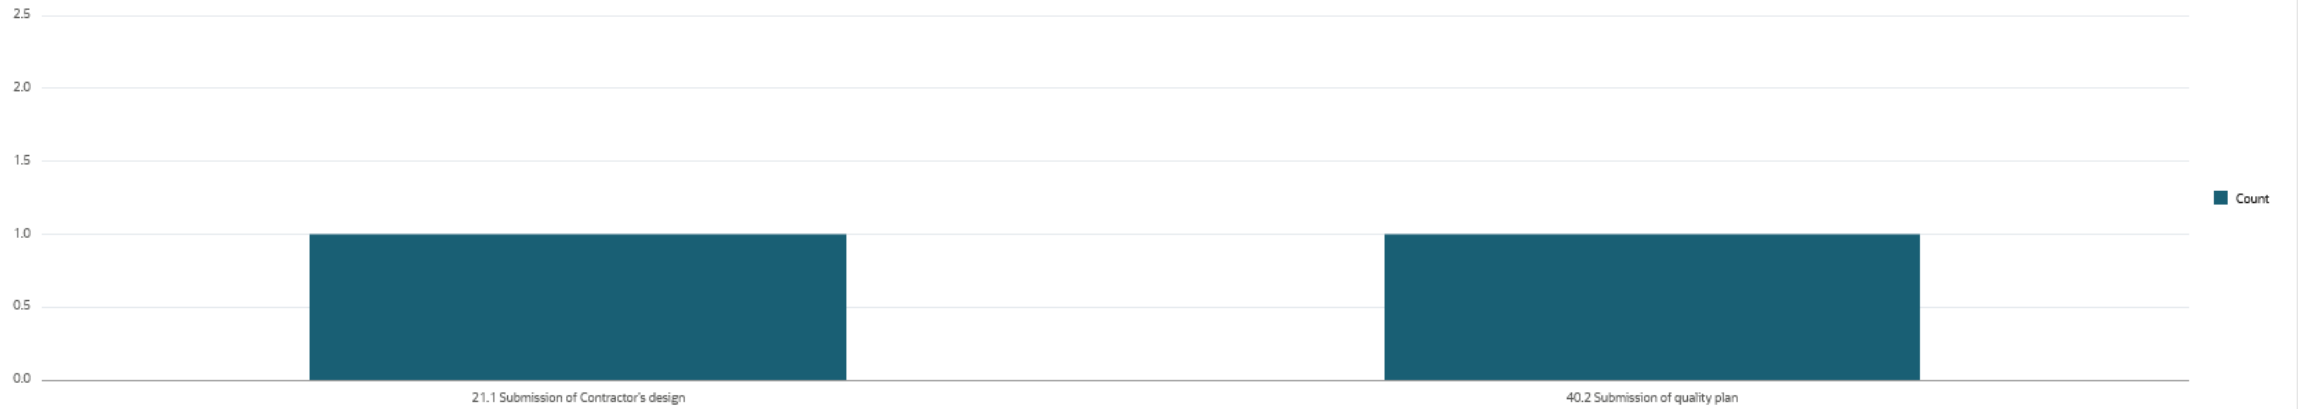 2.5
2.0
1.5
1.0
0.5
0.0
21.1 Submission of Contractor's design
40.2 Submission of quality plan
Count